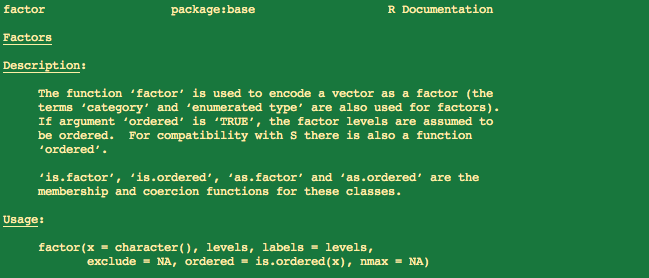 factor package:base R Documentation
Factors
Description:
The function ‘factor’ is used to encode a vector as a factor (the
terms ‘category’ and ‘enumerated type’ are also used for factors).
If argument ‘ordered’ is ‘TRUE’, the factor levels are assumed to
be ordered. For compatibility with S there is also a function
‘ordered’.
‘is.factor’, ‘is.ordered’, ‘as.factor’ and ‘as.ordered’ are the
membership and coercion functions for these classes.
Usage:
factor(x = character(), levels, labels = levels,
exclude = NA, ordered = is.ordered(x), nmax = NA)